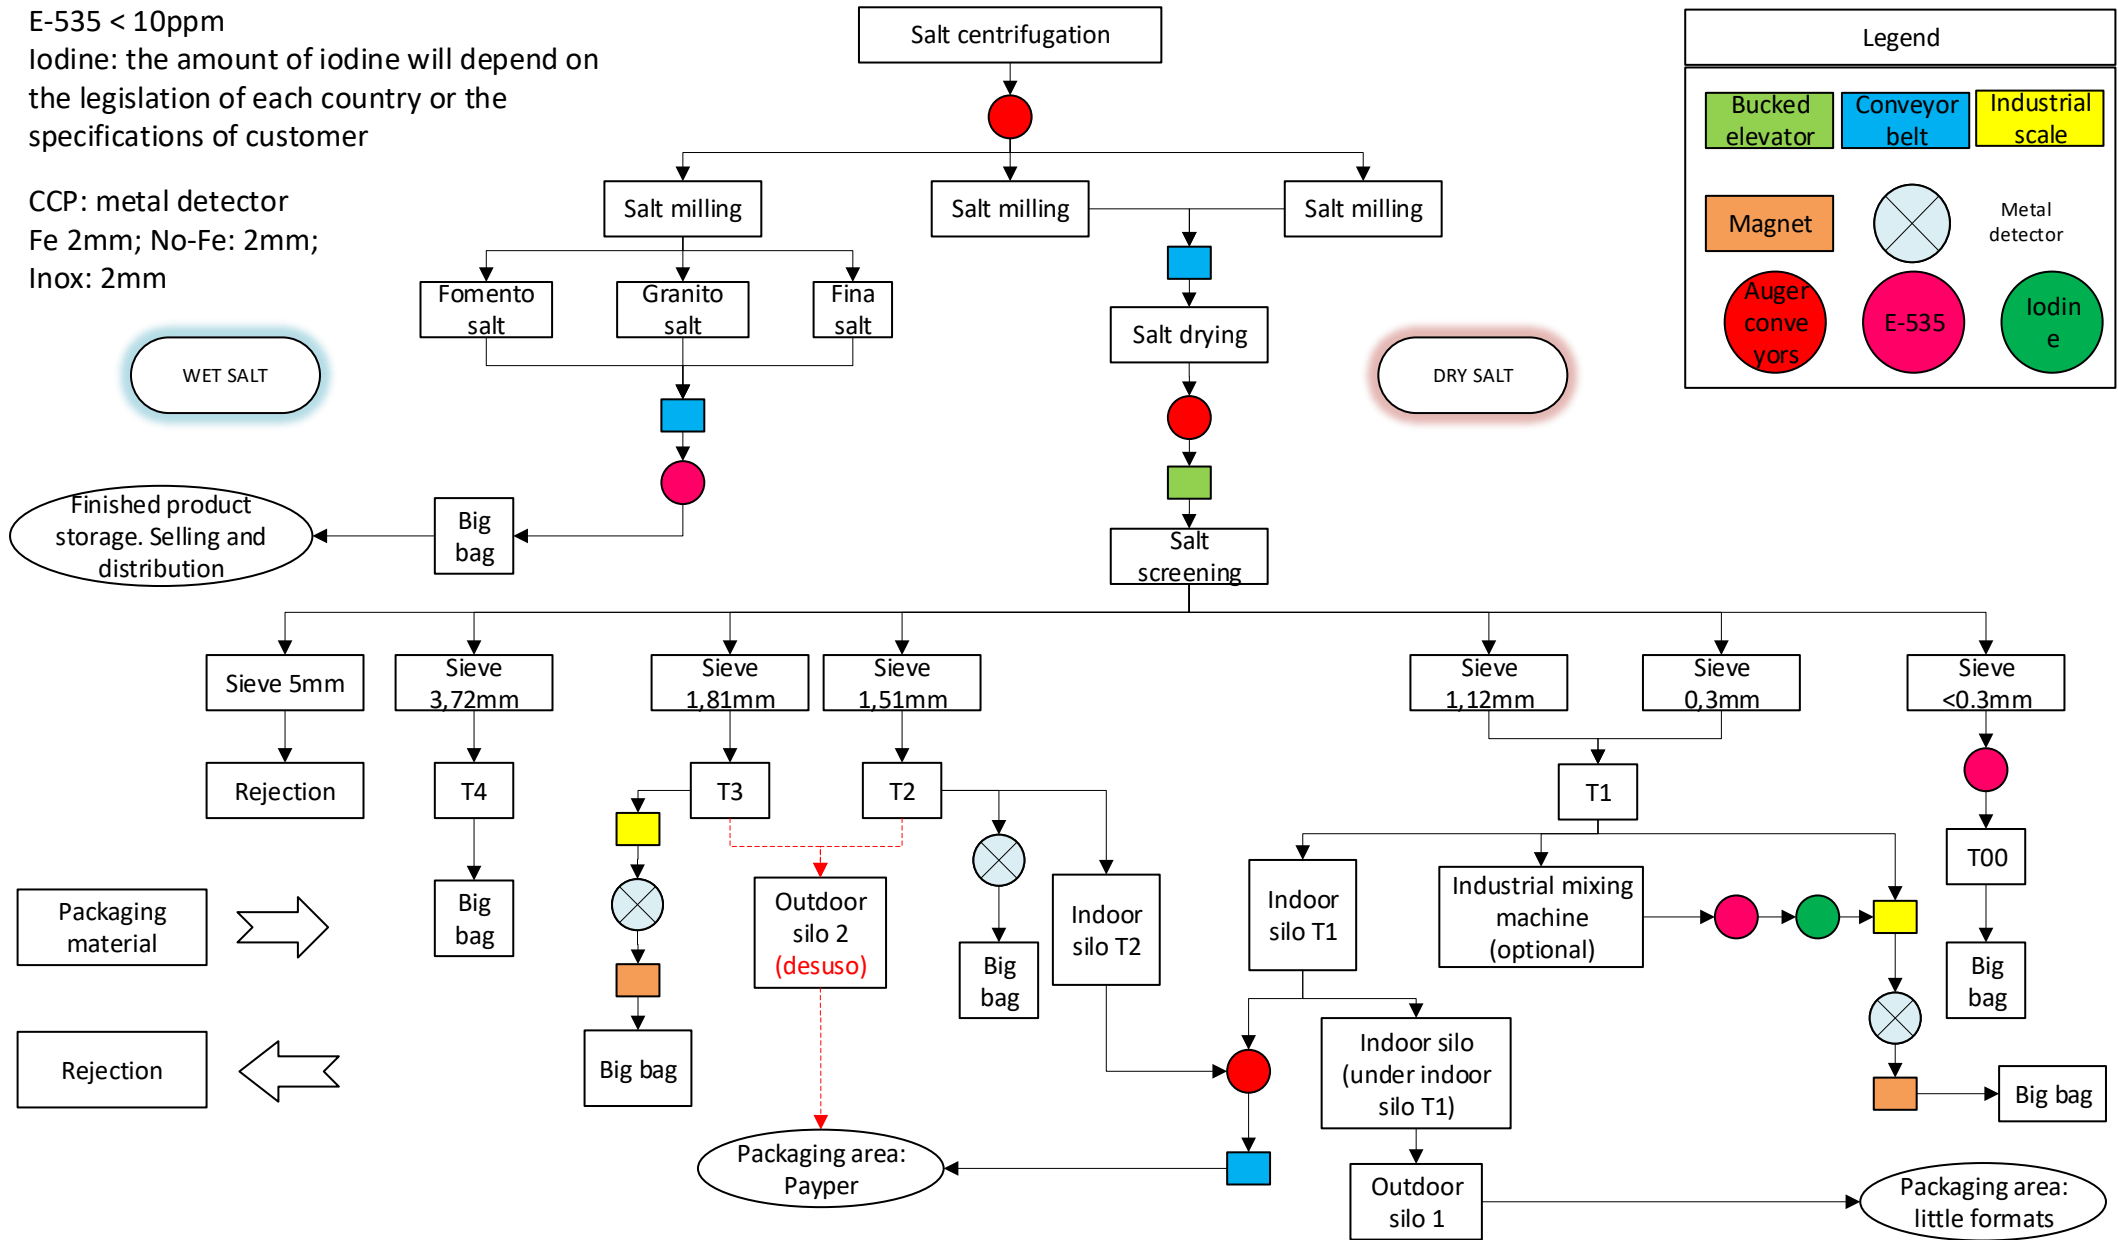 E-535 < 10ppm
Iodine: the amount of iodine will depend on
the legislation of each country or the
specifications of customer
CCP: metal detector
Fe 2mm; No-Fe: 2mm;
Inox: 2mm
Salt centrifugation
Legend
Bucked
elevator
Conveyor
belt
Industrial
scale
Magnet
Metal
detector
Auger
conve
yors
E-535
Iodin
e
Salt milling
Salt milling
Salt milling
Fomento
salt
Granito
salt
Fina
salt
Salt drying
WET SALT
DRY SALT
Finished product
storage. Selling and
distribution
Big
bag
Salt
screening
Sieve 5mm
Sieve
3,72mm
Sieve
1,81mm
Sieve
1,51mm
Sieve
1,12mm
Sieve
0,3mm
Sieve
<0.3mm
Rejection
T4
T3
T2
T1
T00
Packaging
material
Big
bag
Outdoor
silo 2
(desuso)
Big
bag
Indoor
silo T2
Indoor
silo T1
Industrial mixing
machine
(optional)
Big
bag
Rejection
Big bag
Indoor silo
(under indoor
silo T1)
Big bag
Packaging area:
Payper
Outdoor
silo 1
Packaging area:
little formats